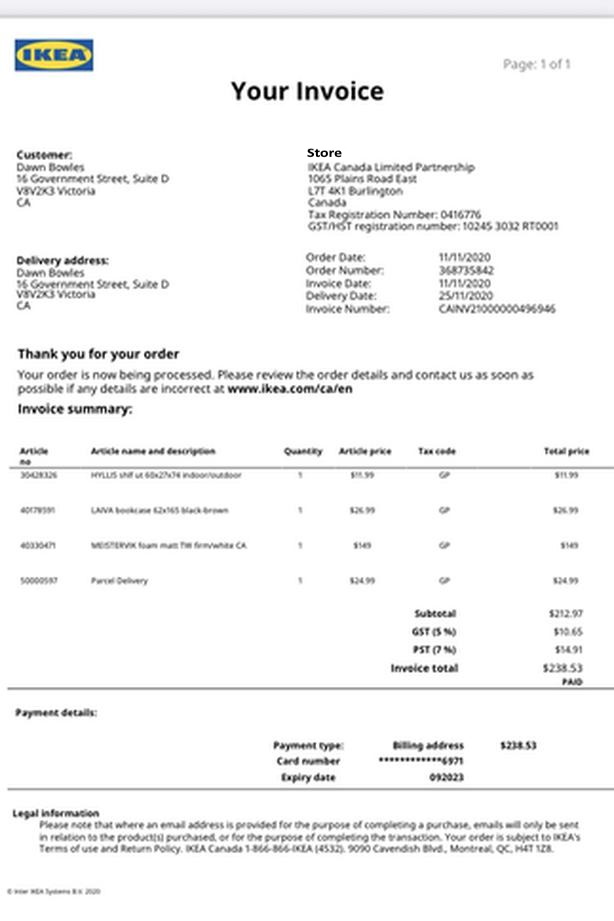 IKEA
Page: 1 of 1
Your Invoice
Customer:
Dawn Bowles
16 Government Street, Suite D
V8V2K3 Victoria
CA
Store
IKEA Canada Limited Partnership
1065 Plains Road East
L7T 4K1 Burlington
Canada
Tax Registration Number: 0416776
GST/HST registration number: 10245 3032 RT0001
Delivery address:
Dawn Bowles
16 Government Street, Suite D
V8V2K3 Victoria
CA
Order Date: 11/11/2020
Order Number: 368735842
Invoice Date: 11/11/2020
Delivery Date: 25/11/2020
Invoice Number: CAINV21000000496946
Thank you for your order
Your order is now being processed. Please review the order details and contact us as soon as
possible if any details are incorrect at www.ikea.com/ca/en
Invoice summary:
Article no Article name and description Quantity Article price Tax code Total price
30428326 HYLLIS shlf ut 60x27x74 indoor/outdoor 1 $11.99 GP $11.99
40178591 LAIVA bookcase 62x165 black-brown 1 $26.99 GP $26.99
40330471 MEISTERVIK foam matt TW firm/white CA 1 $149 GP $149
50000597 Parcel Delivery 1 $24.99 GP $24.99
Subtotal $212.97
GST (5 %) $10.65
PST (7 %) $14.91
Invoice total $238.53
PAID
Payment details:
Payment type: Billing address $238.53
Card number ************6971
Expiry date 092023
Legal information
Please note that where an email address is provided for the purpose of completing a purchase, emails will only be sent
in relation to the product(s) purchased, or for the purpose of completing the transaction. Your order is subject to IKEA's
Terms of use and Return Policy. IKEA Canada 1-866-866-IKEA (4532). 9090 Cavendish Blvd., Montreal, QC, H4T 1Z8.
© Inter IKEA Systems B.V. 2020